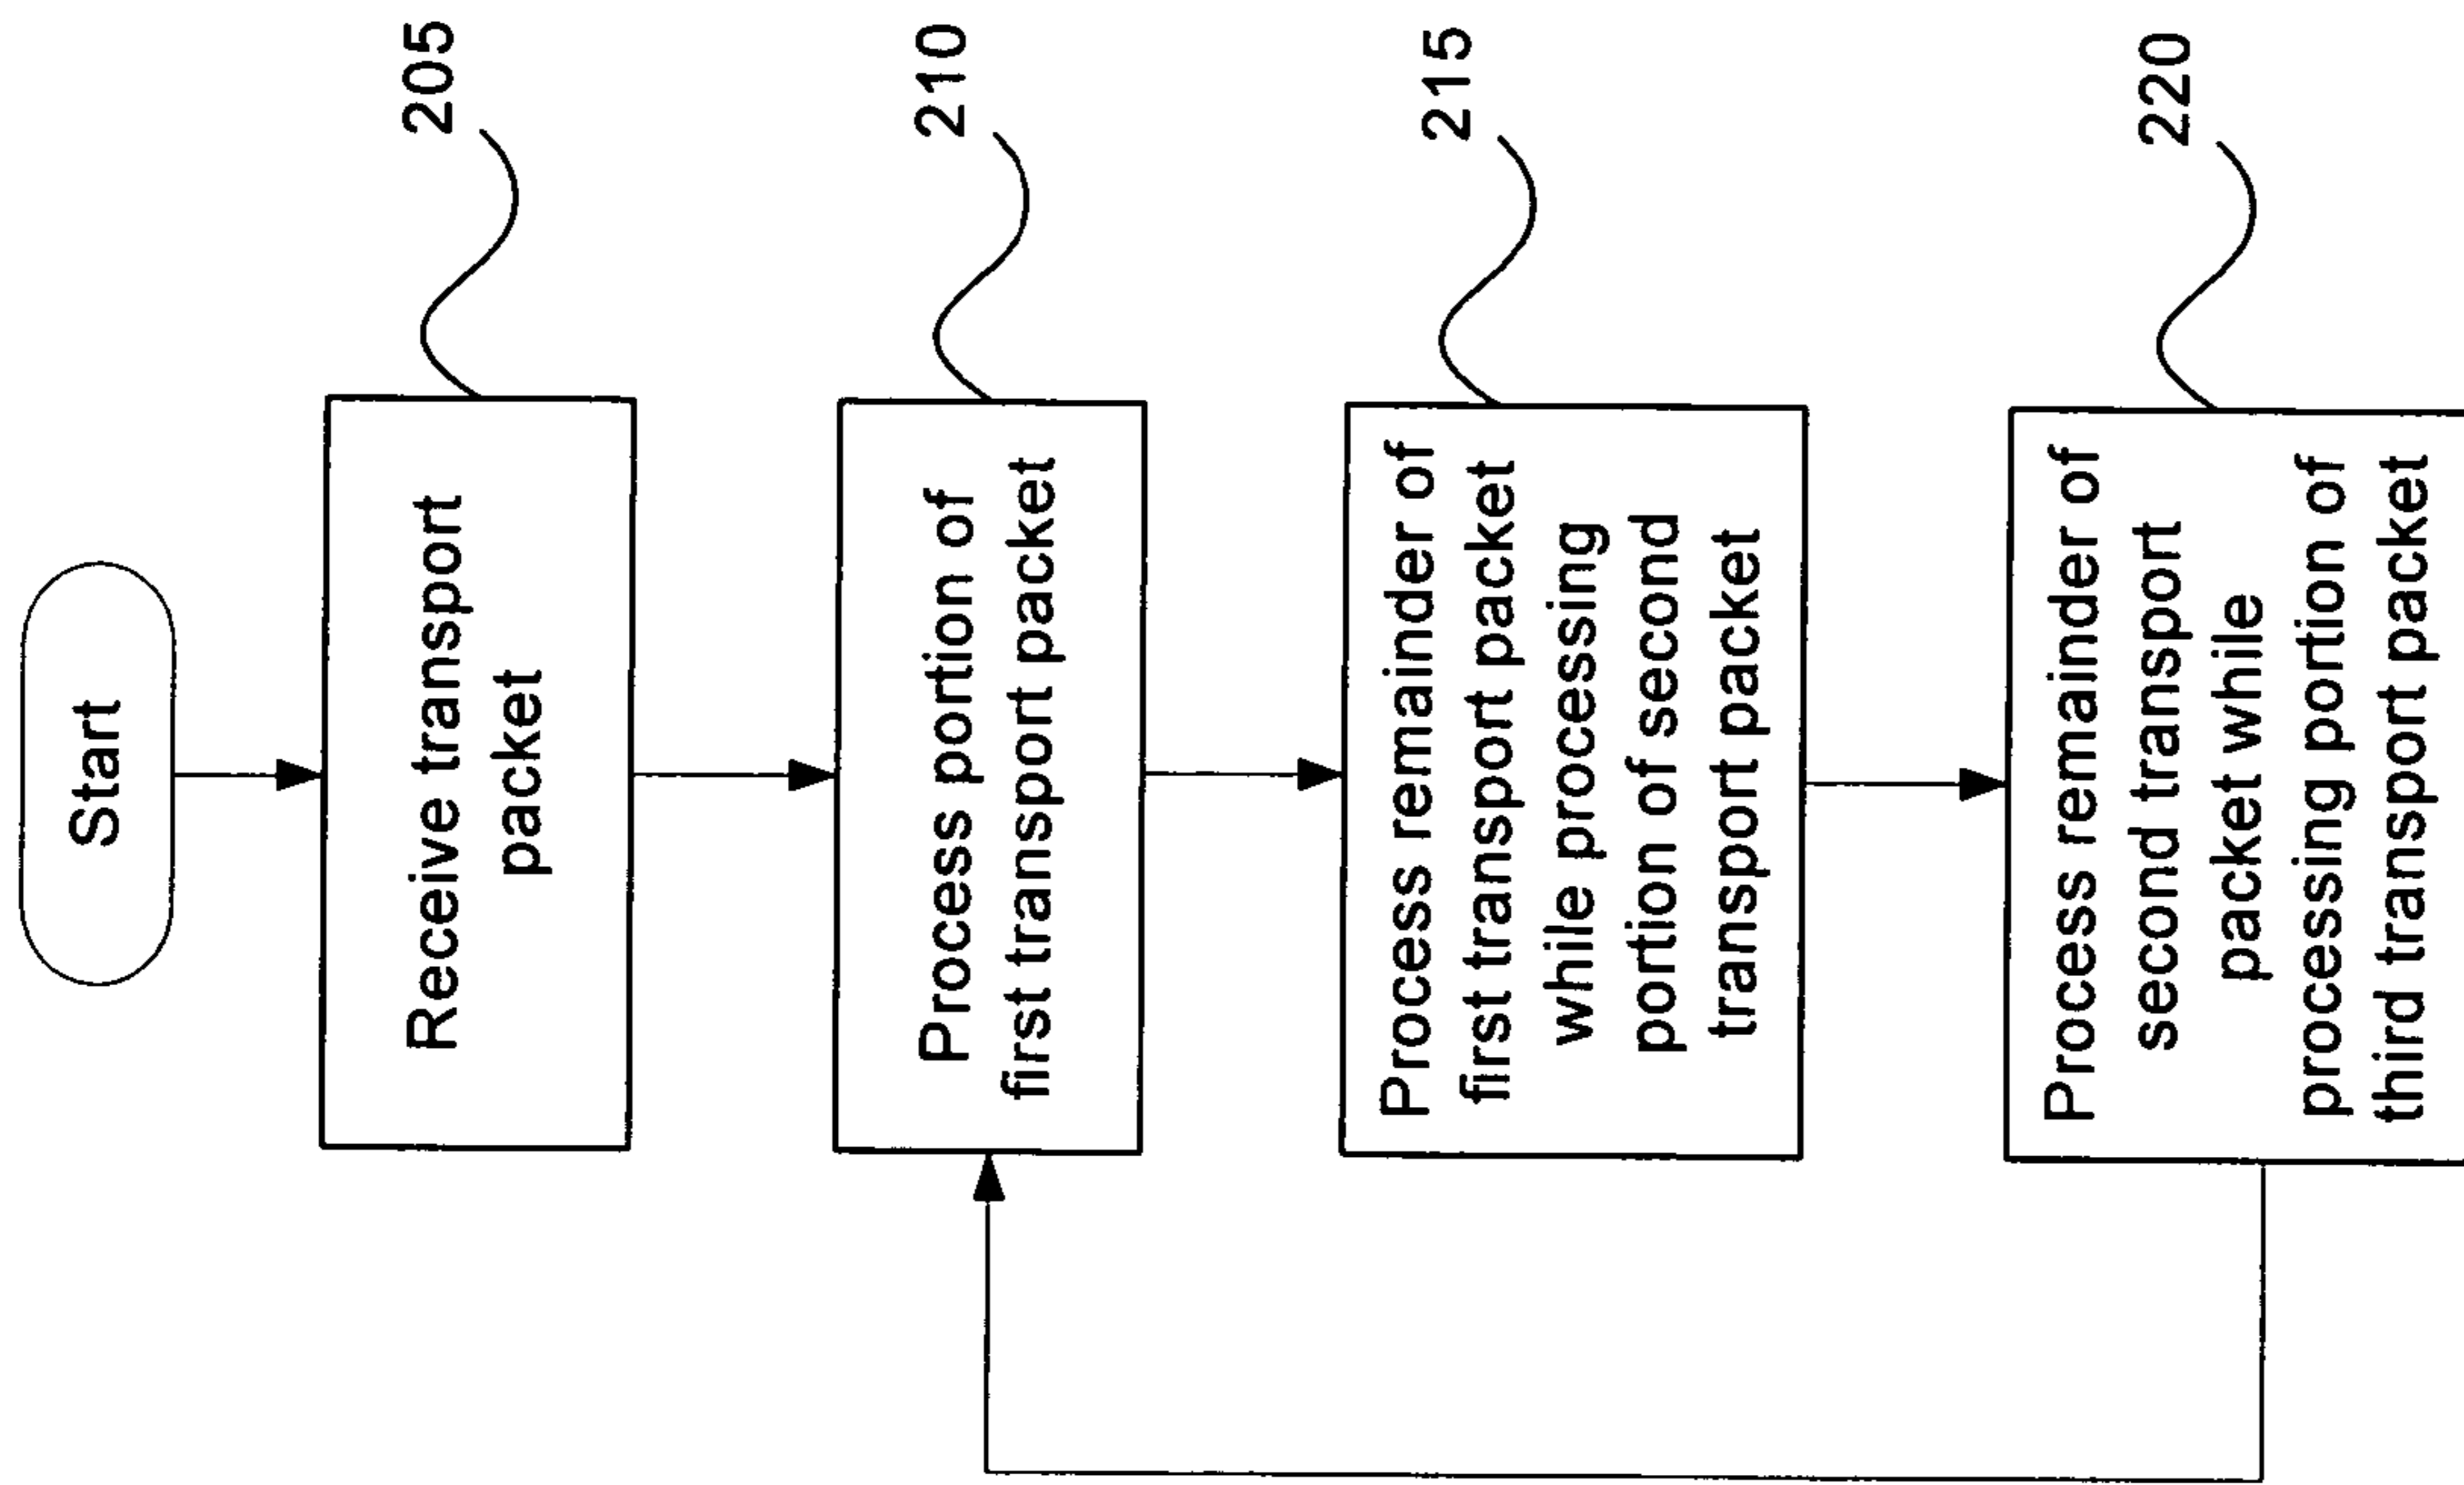 Start
Receive transport
packet
205
Process portion of
first transport packet
210
Process remainder of
first transport packet
while processing
portion of second
transport packet
215
Process remainder of
second transport
packet while
processing portion of
third transport packet
220